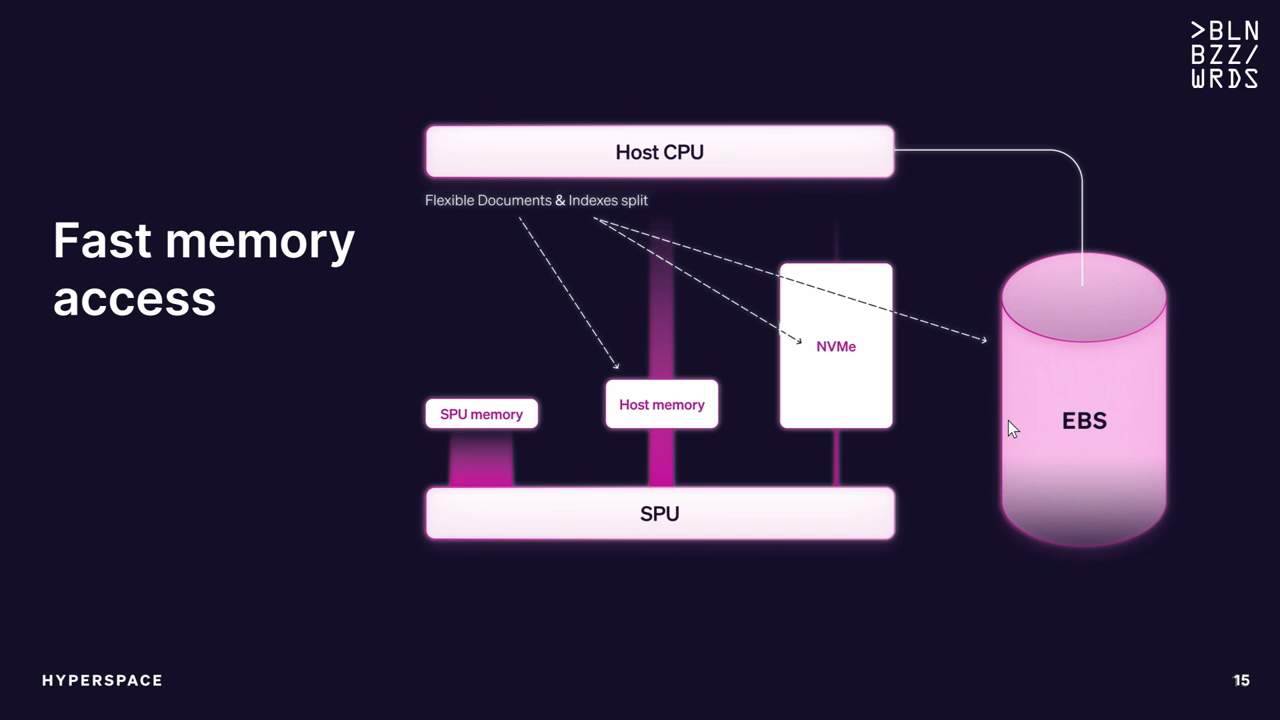 >BLN
BZZ/
WRDS
Host CPU
Flexible Documents & Indexes split
Fast memory
access
NVMe
Host memory
SPU memory
EBS
SPU
HYPERSPACE
15